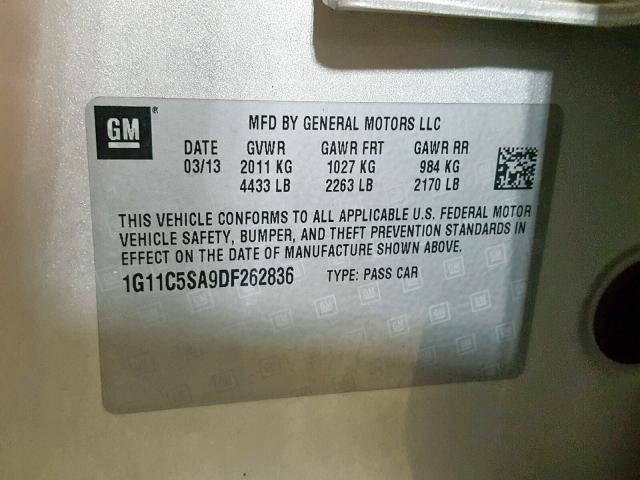 GM®
MFD BY GENERAL MOTORS LLC
DATE GVWR GAWR FRT GAWR RR
03/13 2011 KG 1027 KG 984 KG
4433 LB 2263 LB 2170 LB
THIS VEHICLE CONFORMS TO ALL APPLICABLE U.S. FEDERAL MOTOR
VEHICLE SAFETY, BUMPER, AND THEFT PREVENTION STANDARDS IN
EFFECT ON THE DATE OF MANUFACTURE SHOWN ABOVE.
1G11C5SA9DF262836 TYPE: PASS CAR